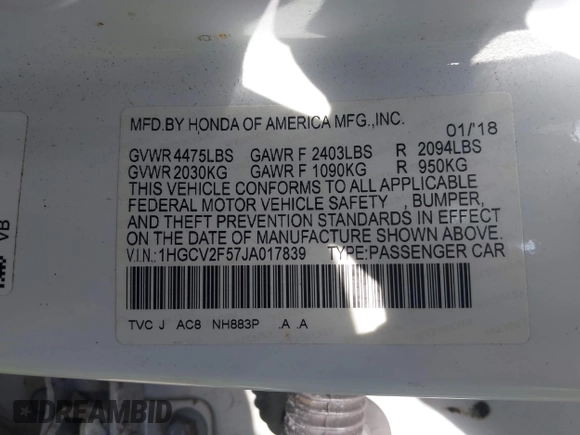 MFD.BY HONDA OF AMERICA MFG.,INC. 01/'18
GVWR 4475LBS GAWR F 2403LBS R 2094LBS
GVWR 2030KG GAWR F 1090KG R 950KG
THIS VEHICLE CONFORMS TO ALL APPLICABLE
FEDERAL MOTOR VEHICLE SAFETY , BUMPER,
AND THEFT PREVENTION STANDARDS IN EFFECT
ON THE DATE OF MANUFACTURE SHOWN ABOVE.
V.I.N.:1HGCV2F57JA017839 TYPE:PASSENGER CAR
TVC J AC8 NH883P .A .A
VB
DREAMBID